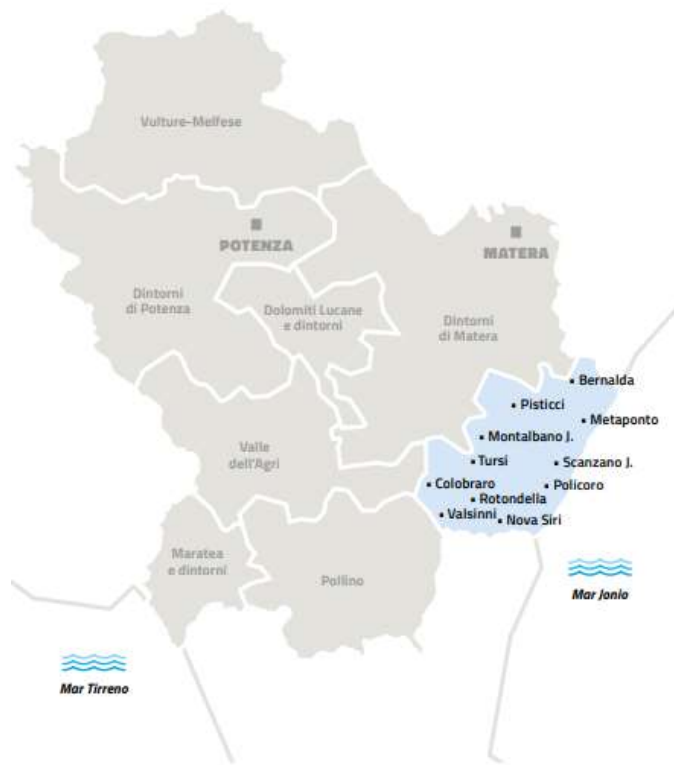 Vulture-Melfese
POTENZA
MATERA
Dintorni
di Potenza
Dolomiti Lucane
e dintorni
Dintorni
di Matera
Bernalda
Pisticci
Metaponto
Montalbano J.
Valle
dell'Agri
Tursi
Scanzano J.
Colobraro
Policoro
Rotondella
Valsinni
Nova Siri
Maratea
e dintorni
Pollino
Mar Jonio
Mar Tirreno